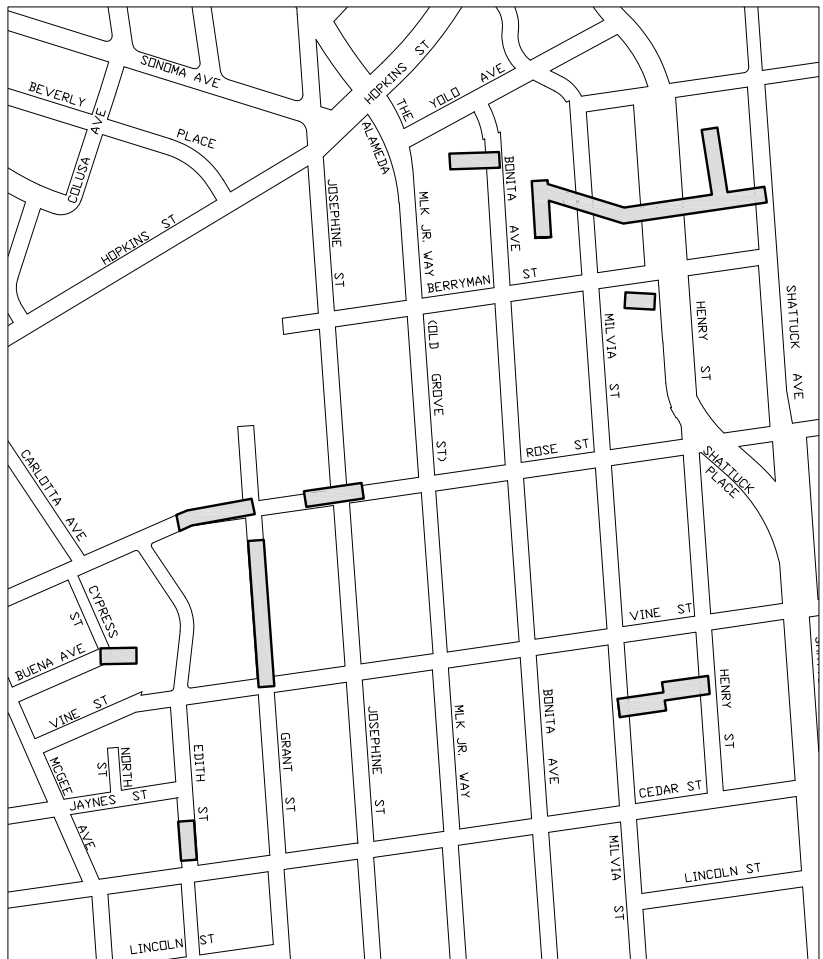 HOPKINS ST
SONOMA AVE
YOLO AVE
BEVERLY
PLACE
THE
ALAMEDA
COLUSA AVE
BONITA AVE
JOSEPHINE ST
MLK JR. WAY
HOPKINS ST
BERRYMAN ST
SHATTUCK AVE
HENRY ST
MILVIA ST
(OLD GROVE ST)
ROSE ST
SHATTUCK
PLACE
CARLOTTA AVE
CYPRESS
ST
VINE ST
BUENA AVE
HENRY ST
VINE ST
BONITA AVE
JOSEPHINE ST
MLK JR. WAY
EDITH ST
GRANT ST
NORTH
ST
MCGEE AVE
CEDAR ST
JAYNES ST
MILVIA ST
LINCOLN ST
LINCOLN ST